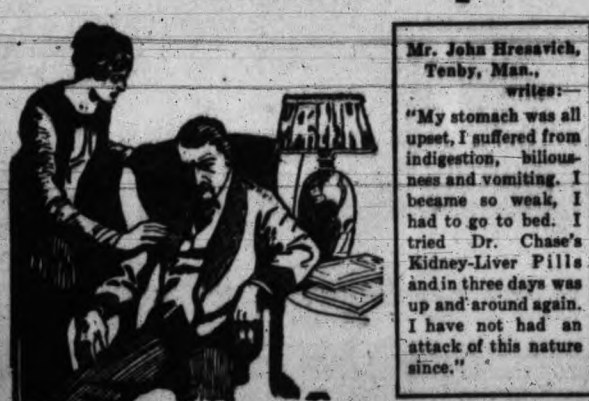 Mr. John Hresavich,
Tenby, Man.,
writes:—
"My stomach was all
upset, I suffered from
indigestion, bilious-
ness and vomiting. I
became so weak, I
had to go to bed. I
tried Dr. Chase's
Kidney-Liver Pills
and in three days was
up and around again.
I have not had an
attack of this nature
since."